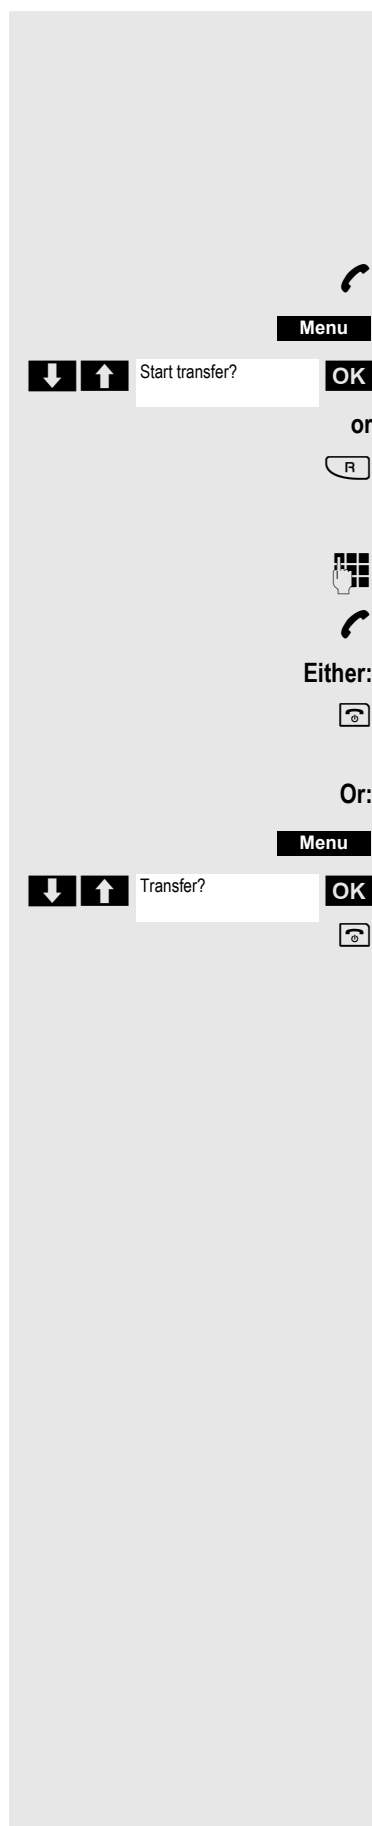 Menu
Start transfer? OK
or
R
Either:
Or:
Menu
Transfer? OK